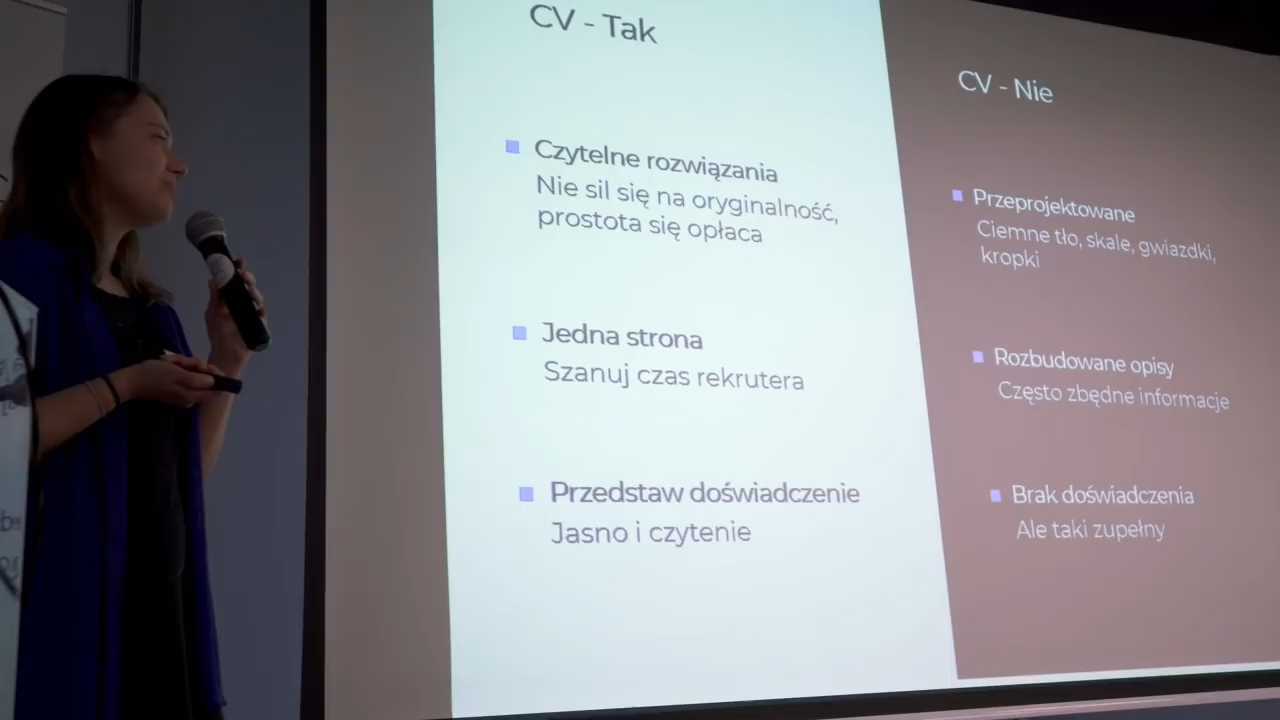 CV - Tak
Czytelne rozwiązania
Nie sil się na oryginalność,
prostota się opłaca
Jedna strona
Szanuj czas rekrutera
Przedstaw doświadczenie
Jasno i czytenie
CV - Nie
Przeprojektowane
Ciemne tło, skale, gwiazdki,
kropki
Rozbudowane opisy
Często zbędne informacje
Brak doświadczenia
Ale taki zupełny